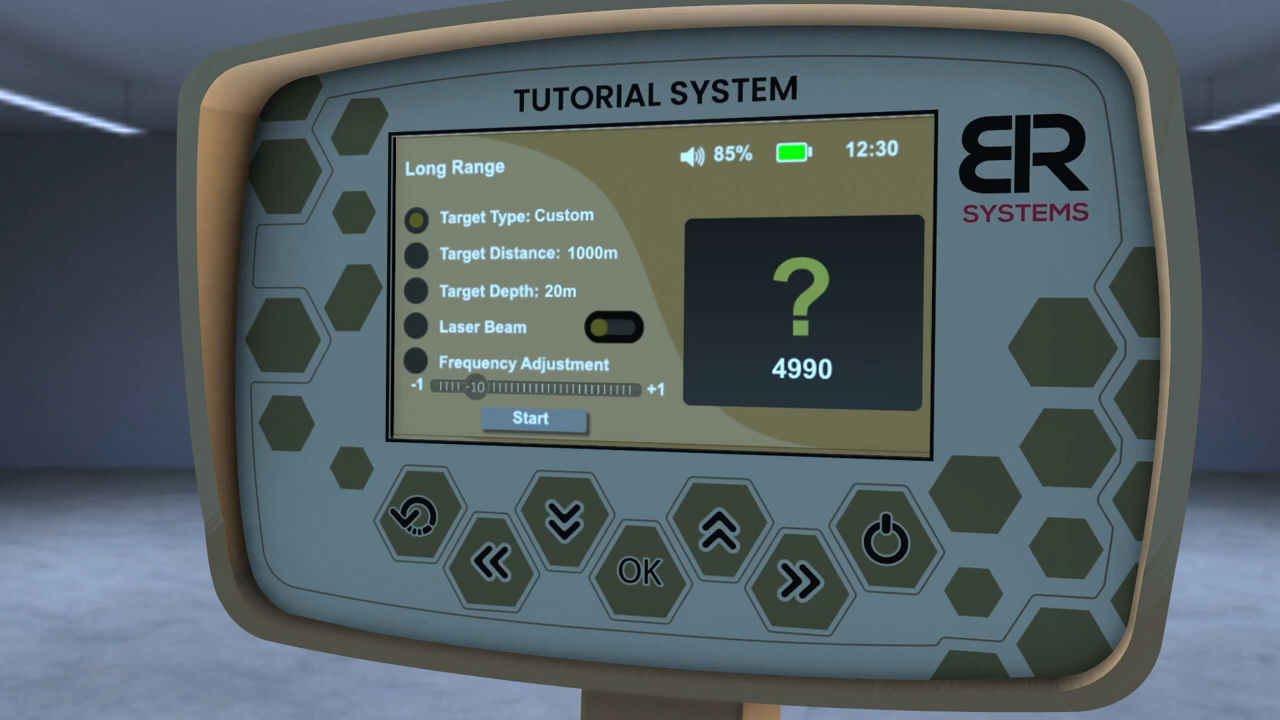 TUTORIAL SYSTEM
Long Range
85%
12:30
ER
SYSTEMS
Target Type: Custom
Target Distance: 1000m
Target Depth: 20m
Laser Beam
Frequency Adjustment
-1
-10
+1
Start
?
4990
OK